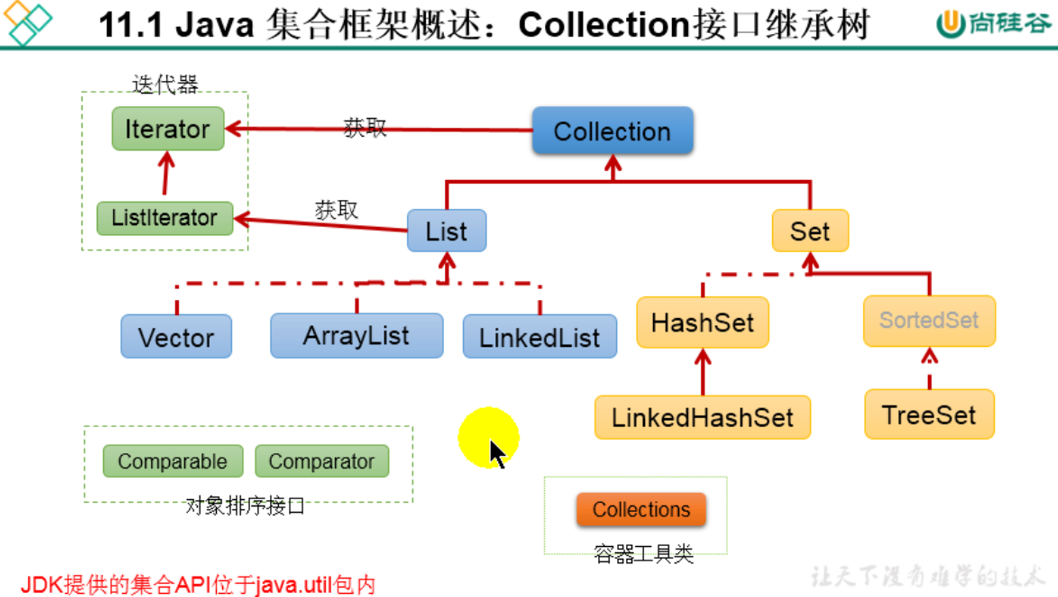 11.1 Java 集合框架概述：Collection接口继承树
尚硅谷
迭代器
Iterator
获取
Collection
ListIterator
获取
List
Set
Vector
ArrayList
LinkedList
HashSet
SortedSet
LinkedHashSet
TreeSet
Comparable
Comparator
对象排序接口
Collections
容器工具类
JDK提供的集合API位于java.util包内
让天下没有难学的技术